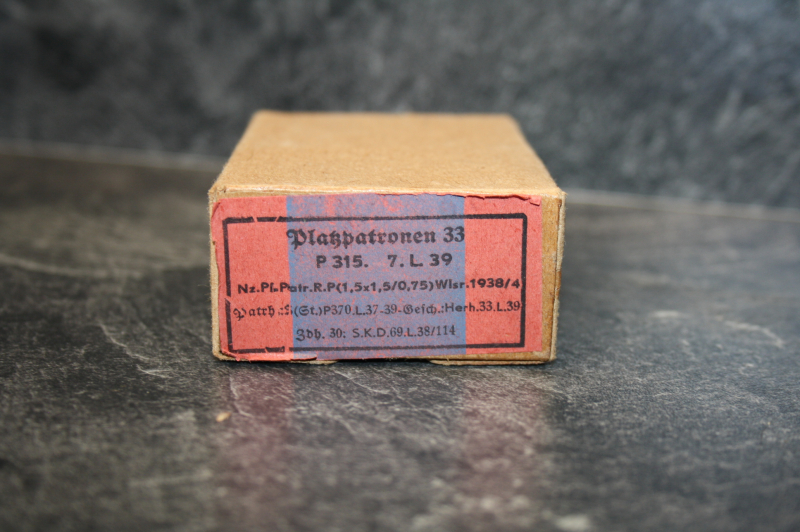 Platzpatronen 33
P 315. 7. L. 39
Nz.Pl.-Patr.R.P(1,5x1,5/0,75)Wlsr.1938/4
Patrh.:S(St.)P370.L.37-39-Gesch.:Herh.33.L.39
Zdh. 30: S.K.D.69.L.38/114